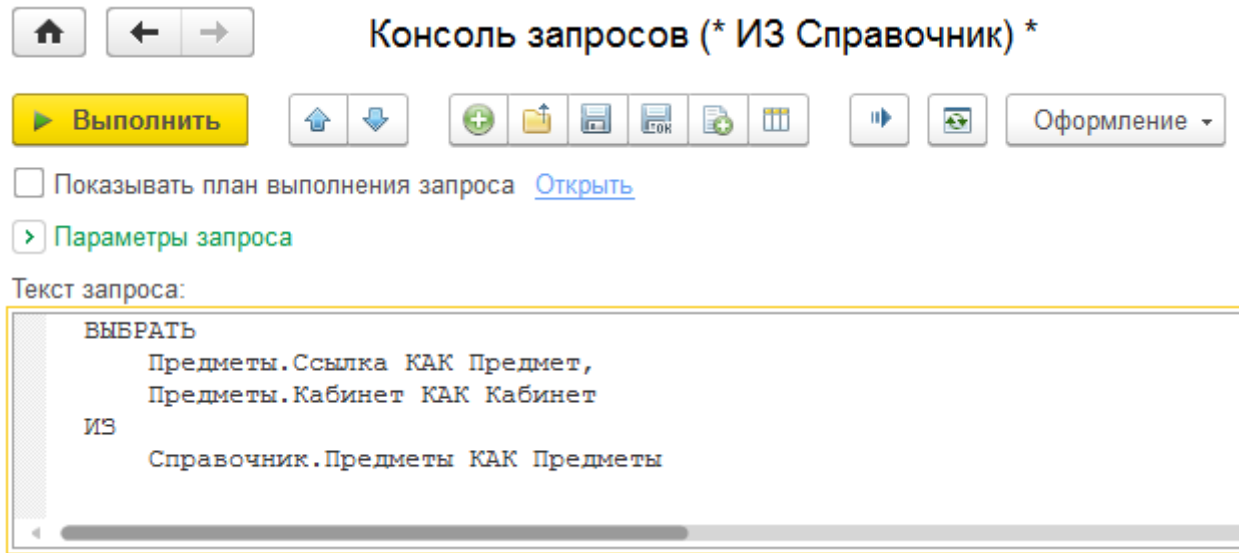 Консоль запросов (* ИЗ Справочник) *
Выполнить
Оформление
Показывать план выполнения запроса Открыть
Параметры запроса
Текст запроса:
ВЫБРАТЬ
Предметы.Ссылка КАК Предмет,
Предметы.Кабинет КАК Кабинет
ИЗ
Справочник.Предметы КАК Предметы